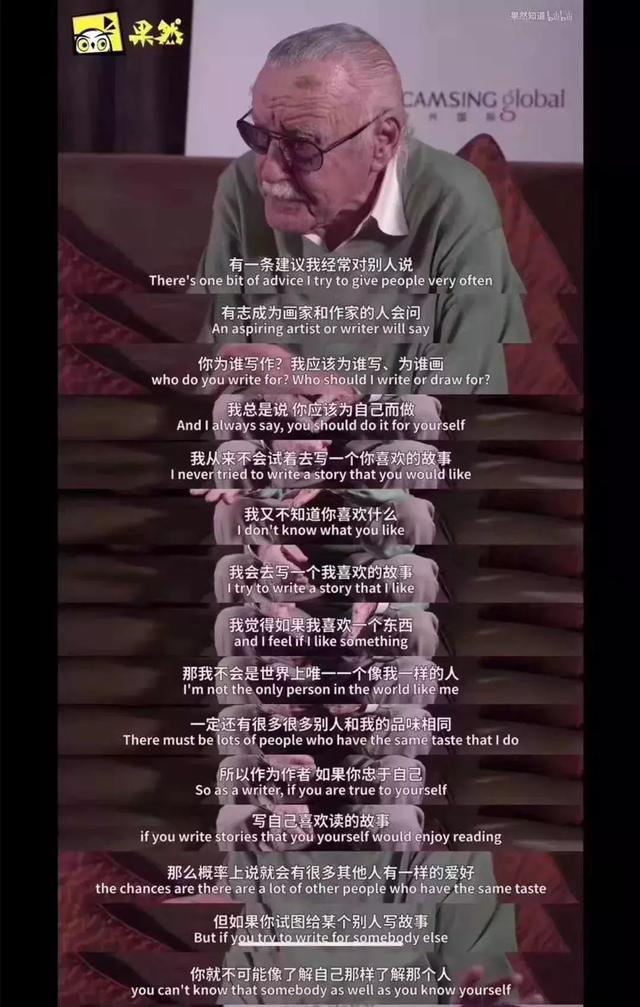 果然
果然知道 bilibili
CAMSING global
有一条建议我经常对别人说
There's one bit of advice I try to give people very often
有志成为画家和作家的人会问
An aspiring artist or writer will say
你为谁写作？我应该为谁写、为谁画
who do you write for? Who should I write or draw for?
我总是说 你应该为自己而做
And I always say, you should do it for yourself
我从来不会试着去写一个你喜欢的故事
I never tried to write a story that you would like
我又不知道你喜欢什么
I don't know what you like
我会去写一个我喜欢的故事
I try to write a story that I like
我觉得如果我喜欢一个东西
and I feel if I like something
那我不会是世界上唯一一个像我一样的人
I'm not the only person in the world like me
一定还有很多很多别人和我的品味相同
There must be lots of people who have the same taste that I do
所以作为作者 如果你忠于自己
So as a writer, if you are true to yourself
写自己喜欢读的故事
if you write stories that you yourself would enjoy reading
那么概率上说就会有很多其他人有一样的爱好
the chances are there are a lot of other people who have the same taste
但如果你试图给某个别人写故事
But if you try to write for somebody else
你就不可能像了解自己那样了解那个人
you can't know that somebody as well as you know yourself